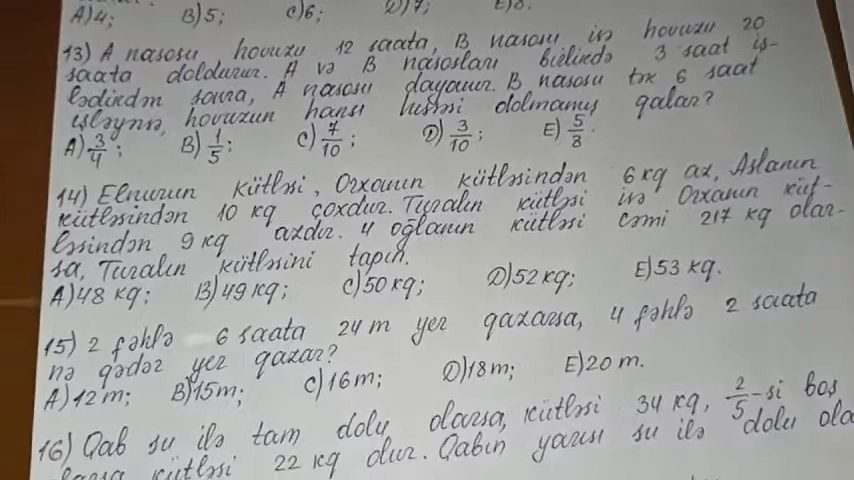 A) 4; B) 5; C) 6; D) 7; E) 8.
13) A nasosu hovuzu 12 saata, B nasosu isə hovuzu 20
saata doldurur. A və B nasosları birlikdə 3 saat iş-
lədikdən sonra, A nasosu dayanır. B nasosu tək 6 saat
işləyirsə, hovuzun hansı hissəsi dolmamış qalar?
A) 3/4; B) 1/5; C) 7/10; D) 3/10; E) 5/8.
14) Elnurun kütləsi, Orxanın kütləsindən 6 kq az, Aslanın
kütləsindən 10 kq çoxdur. Turalın kütləsi isə Orxanın küt-
ləsindən 9 kq azdır. 4 oğlanın kütləsi cəmi 217 kq olar-
sa, Turalın kütləsini tapın.
A) 48 kq; B) 49 kq; C) 50 kq; D) 52 kq; E) 53 kq.
15) 2 fəhlə 6 saata 24 m yer qazarsa, 4 fəhlə 2 saata
nə qədər yer qazar?
A) 12 m; B) 15 m; C) 16 m; D) 18 m; E) 20 m.
16) Qab su ilə tam dolu olarsa, kütləsi 34 kq, 2/5-si boş
olarsa kütləsi 22 kq olur. Qabın yarısı su ilə dolu ola